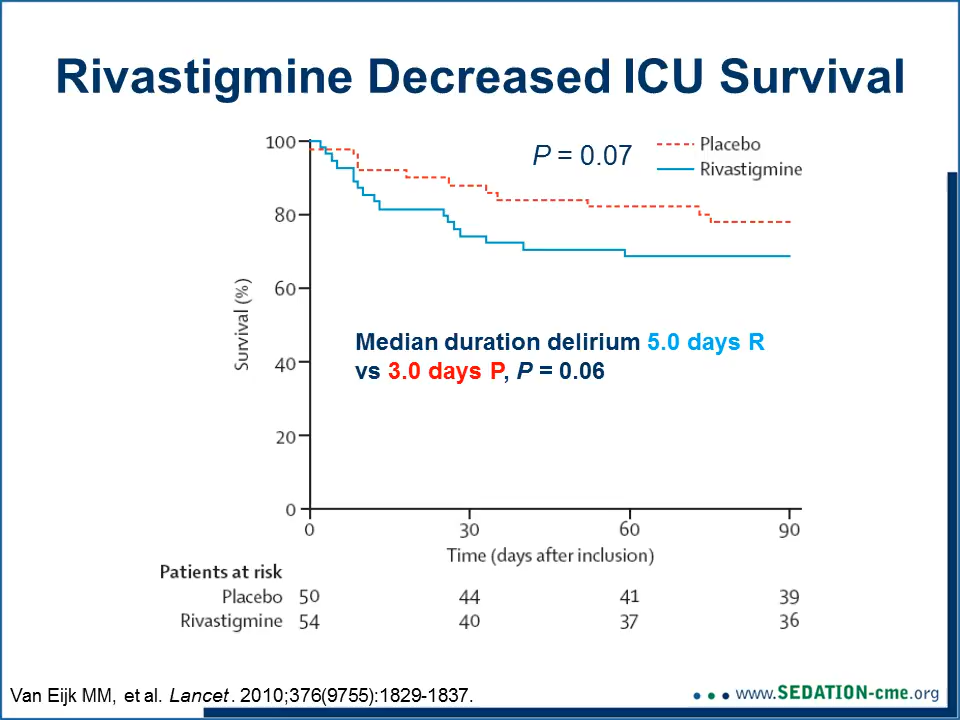 Rivastigmine Decreased ICU Survival
P = 0.07
Placebo
Rivastigmine
100
80
60
40
20
0
Survival (%)
Median duration delirium 5.0 days R
vs 3.0 days P, P = 0.06
0 30 60 90
Time (days after inclusion)
Patients at risk
Placebo 50 44 41 39
Rivastigmine 54 40 37 36
Van Eijk MM, et al. Lancet. 2010;376(9755):1829-1837.
www.SEDATION-cme.org